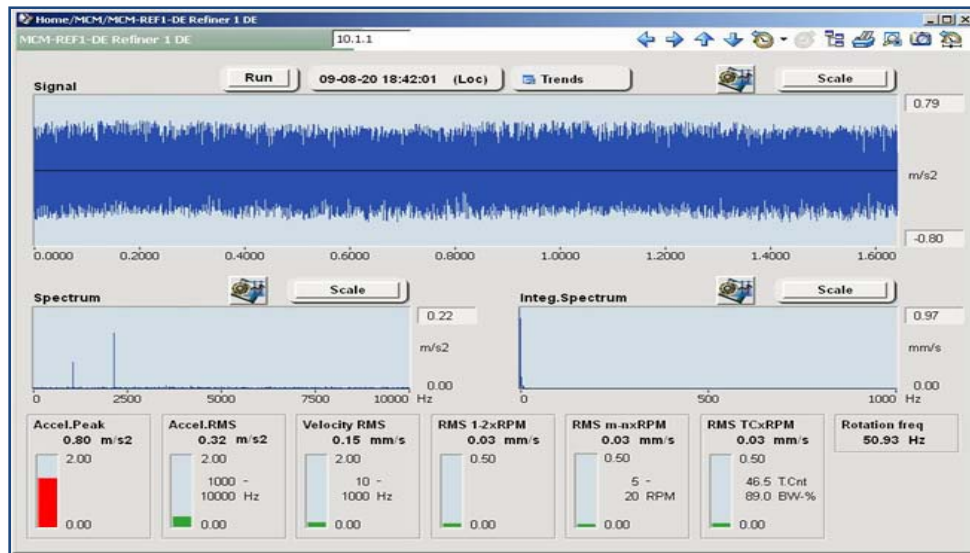 Home/MCM/MCM-REF1-DE Refiner 1 DE
MCM-REF1-DE Refiner 1 DE 10.1.1
Signal Run 09-08-20 18:42:01 (Loc) Trends Scale
0.79
m/s2
-0.80
0.0000 0.2000 0.4000 0.6000 0.8000 1.0000 1.2000 1.4000 1.6000
Spectrum Scale Integ.Spectrum Scale
0.22 0.97
m/s2 mm/s
0.00 0.00
0 2500 5000 7500 10000 Hz 0 500 1000 Hz
Accel.Peak Accel.RMS Velocity RMS RMS 1-2xRPM RMS m-nxRPM RMS TCxRPM Rotation freq
0.80 m/s2 0.32 m/s2 0.15 mm/s 0.03 mm/s 0.03 mm/s 0.03 mm/s 50.93 Hz
2.00 2.00 2.00 0.50 0.50 0.50
1000 - 10 - 5 - 46.5 T.Cnt
10000 Hz 1000 Hz 20 RPM 89.0 BW-%
0.00 0.00 0.00 0.00 0.00 0.00